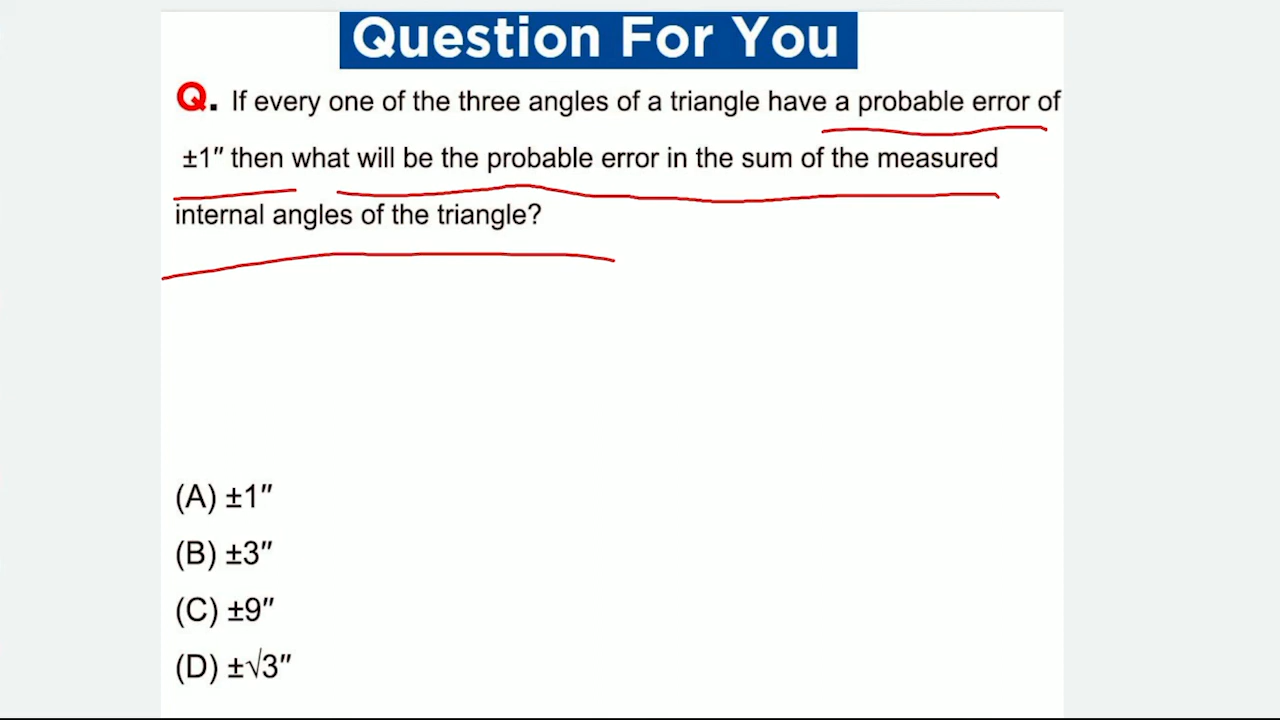 Question For You
Q. If every one of the three angles of a triangle have a probable error of
±1″ then what will be the probable error in the sum of the measured
internal angles of the triangle?
(A) ±1″
(B) ±3″
(C) ±9″
(D) ±√3″